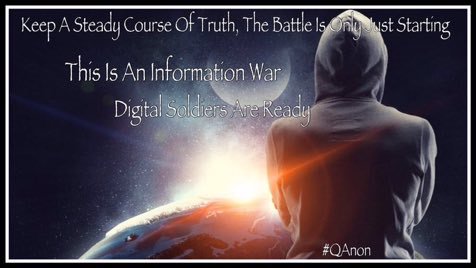 Keep A Steady Course Of Truth, The Battle Is Only Just Starting
This Is An Information War
Digital Soldiers Are Ready
#QAnon